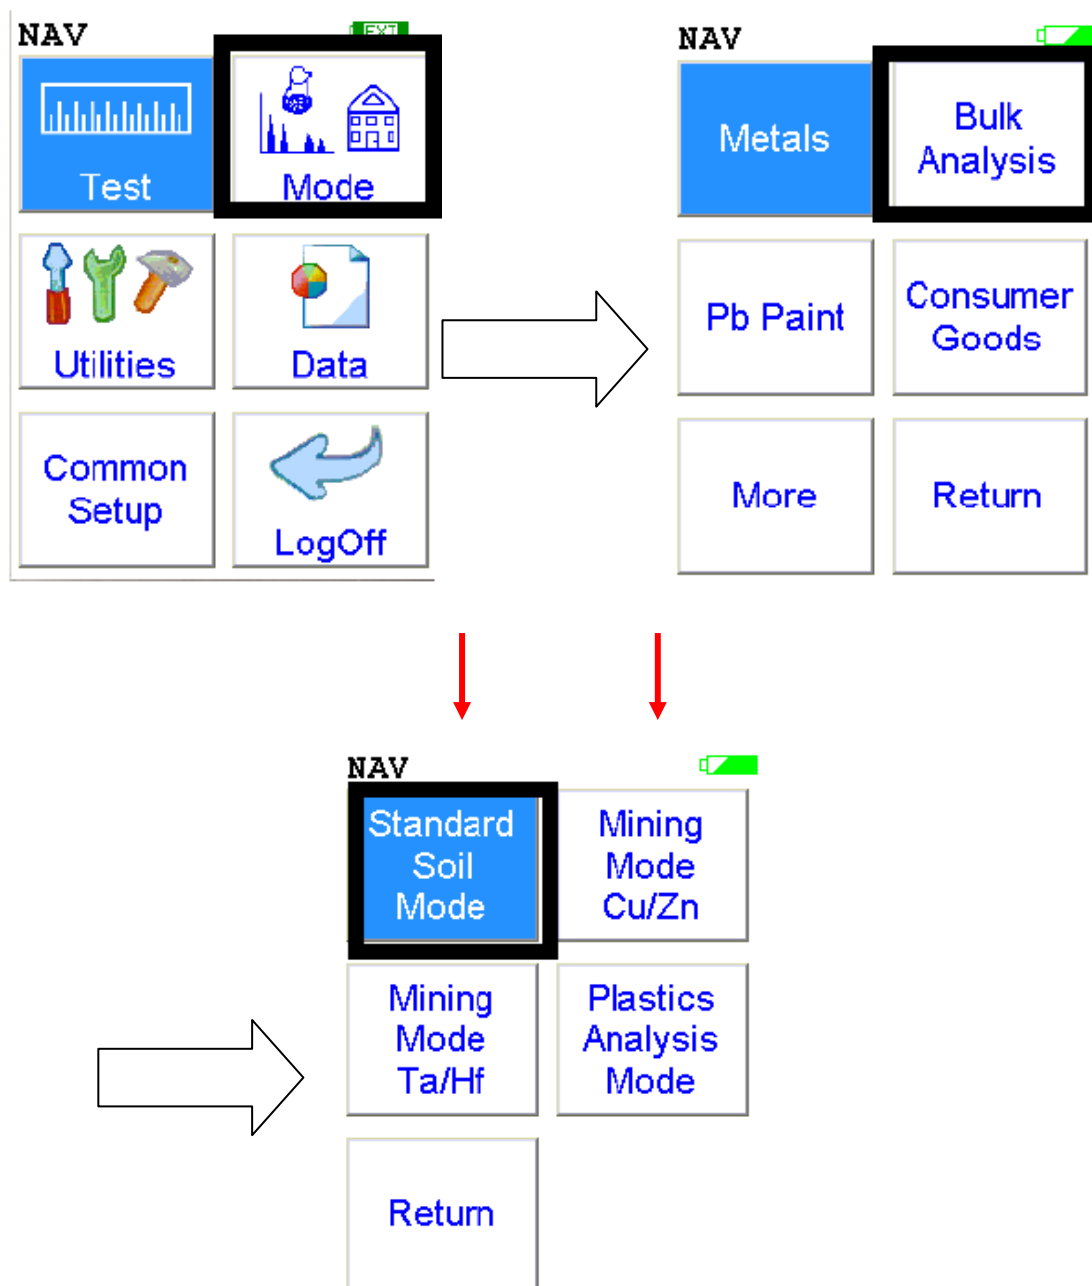 NAV
EXT
Test
Mode
Utilities
Data
Common
Setup
LogOff
NAV
Metals
Bulk
Analysis
Pb Paint
Consumer
Goods
More
Return
NAV
Standard
Soil
Mode
Mining
Mode
Cu/Zn
Mining
Mode
Ta/Hf
Plastics
Analysis
Mode
Return